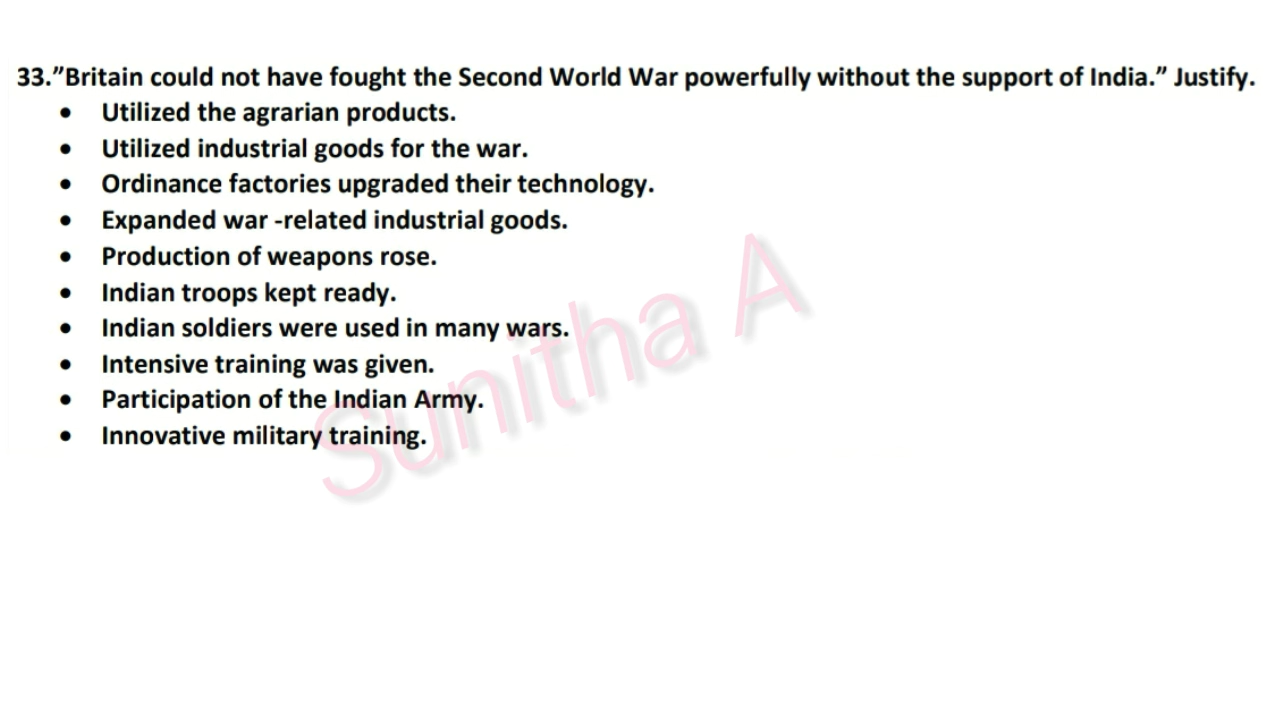 33.”Britain could not have fought the Second World War powerfully without the support of India.” Justify.
• Utilized the agrarian products.
• Utilized industrial goods for the war.
• Ordinance factories upgraded their technology.
• Expanded war -related industrial goods.
• Production of weapons rose.
• Indian troops kept ready.
• Indian soldiers were used in many wars.
• Intensive training was given.
• Participation of the Indian Army.
• Innovative military training.
Sunitha A